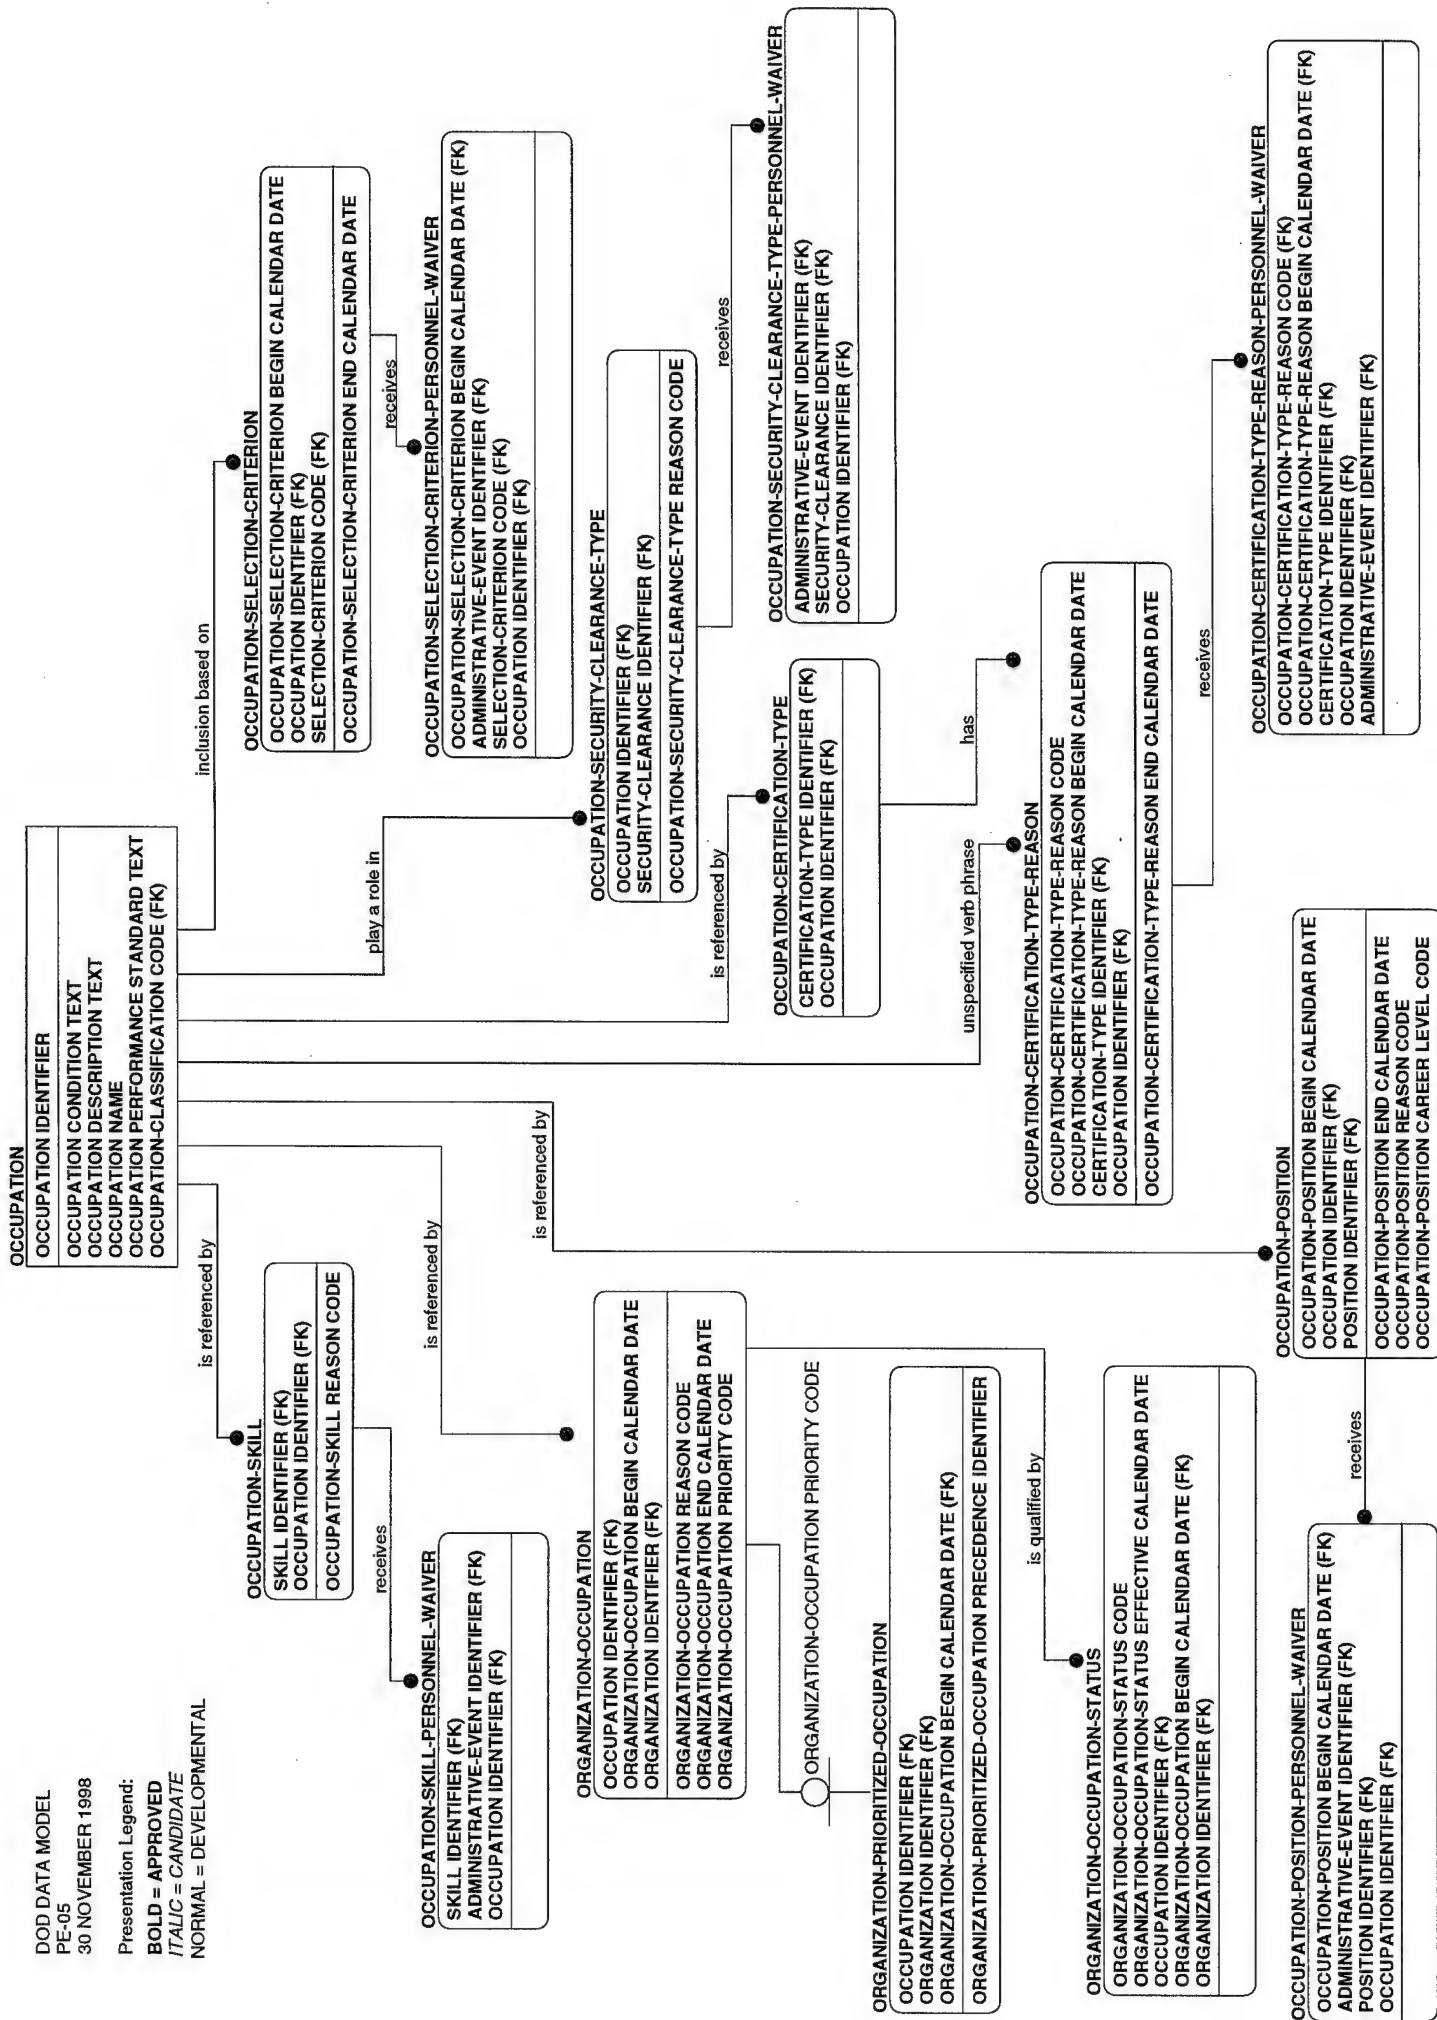 DOD DATA MODEL
PE-05
30 NOVEMBER 1998
Presentation Legend:
BOLD = APPROVED
ITALIC = CANDIDATE
NORMAL = DEVELOPMENTAL
OCCUPATION
OCCUPATION IDENTIFIER
OCCUPATION CONDITION TEXT
OCCUPATION DESCRIPTION TEXT
OCCUPATION NAME
OCCUPATION PERFORMANCE STANDARD TEXT
OCCUPATION-CLASSIFICATION CODE (FK)
is referenced by
OCCUPATION-SKILL
SKILL IDENTIFIER (FK)
OCCUPATION IDENTIFIER (FK)
OCCUPATION-SKILL REASON CODE
receives
OCCUPATION-SKILL-PERSONNEL-WAIVER
SKILL IDENTIFIER (FK)
ADMINISTRATIVE-EVENT IDENTIFIER (FK)
OCCUPATION IDENTIFIER (FK)
inclusion based on
OCCUPATION-SELECTION-CRITERION
OCCUPATION-SELECTION-CRITERION BEGIN CALENDAR DATE
OCCUPATION IDENTIFIER (FK)
SELECTION-CRITERION CODE (FK)
OCCUPATION-SELECTION-CRITERION END CALENDAR DATE
receives
OCCUPATION-SELECTION-CRITERION-PERSONNEL-WAIVER
OCCUPATION-SELECTION-CRITERION BEGIN CALENDAR DATE (FK)
ADMINISTRATIVE-EVENT IDENTIFIER (FK)
SELECTION-CRITERION CODE (FK)
OCCUPATION IDENTIFIER (FK)
play a role in
OCCUPATION-SECURITY-CLEARANCE-TYPE
OCCUPATION IDENTIFIER (FK)
SECURITY-CLEARANCE IDENTIFIER (FK)
OCCUPATION-SECURITY-CLEARANCE-TYPE REASON CODE
receives
OCCUPATION-SECURITY-CLEARANCE-TYPE-PERSONNEL-WAIVER
ADMINISTRATIVE-EVENT IDENTIFIER (FK)
SECURITY-CLEARANCE IDENTIFIER (FK)
OCCUPATION IDENTIFIER (FK)
is referenced by
ORGANIZATION-OCCUPATION
OCCUPATION IDENTIFIER (FK)
ORGANIZATION-OCCUPATION BEGIN CALENDAR DATE
ORGANIZATION IDENTIFIER (FK)
ORGANIZATION-OCCUPATION REASON CODE
ORGANIZATION-OCCUPATION END CALENDAR DATE
ORGANIZATION-OCCUPATION PRIORITY CODE
ORGANIZATION-OCCUPATION PRIORITY CODE
ORGANIZATION-PRIORITIZED-OCCUPATION
OCCUPATION IDENTIFIER (FK)
ORGANIZATION IDENTIFIER (FK)
ORGANIZATION-OCCUPATION BEGIN CALENDAR DATE (FK)
ORGANIZATION-PRIORITIZED-OCCUPATION PRECEDENCE IDENTIFIER
is qualified by
ORGANIZATION-OCCUPATION-STATUS
ORGANIZATION-OCCUPATION-STATUS CODE
ORGANIZATION-OCCUPATION-STATUS EFFECTIVE CALENDAR DATE
OCCUPATION IDENTIFIER (FK)
ORGANIZATION-OCCUPATION BEGIN CALENDAR DATE (FK)
ORGANIZATION IDENTIFIER (FK)
is referenced by
OCCUPATION-CERTIFICATION-TYPE
CERTIFICATION-TYPE IDENTIFIER (FK)
OCCUPATION IDENTIFIER (FK)
has
unspecified verb phrase
OCCUPATION-CERTIFICATION-TYPE-REASON
OCCUPATION-CERTIFICATION-TYPE-REASON CODE
OCCUPATION-CERTIFICATION-TYPE-REASON BEGIN CALENDAR DATE
CERTIFICATION-TYPE IDENTIFIER (FK)
OCCUPATION IDENTIFIER (FK)
OCCUPATION-CERTIFICATION-TYPE-REASON END CALENDAR DATE
receives
OCCUPATION-CERTIFICATION-TYPE-REASON-PERSONNEL-WAIVER
OCCUPATION-CERTIFICATION-TYPE-REASON CODE (FK)
OCCUPATION-CERTIFICATION-TYPE-REASON BEGIN CALENDAR DATE (FK)
CERTIFICATION-TYPE IDENTIFIER (FK)
OCCUPATION IDENTIFIER (FK)
ADMINISTRATIVE-EVENT IDENTIFIER (FK)
is referenced by
OCCUPATION-POSITION
OCCUPATION-POSITION BEGIN CALENDAR DATE
OCCUPATION IDENTIFIER (FK)
POSITION IDENTIFIER (FK)
OCCUPATION-POSITION END CALENDAR DATE
OCCUPATION-POSITION REASON CODE
OCCUPATION-POSITION CAREER LEVEL CODE
receives
OCCUPATION-POSITION-PERSONNEL-WAIVER
OCCUPATION-POSITION BEGIN CALENDAR DATE (FK)
ADMINISTRATIVE-EVENT IDENTIFIER (FK)
POSITION IDENTIFIER (FK)
OCCUPATION IDENTIFIER (FK)